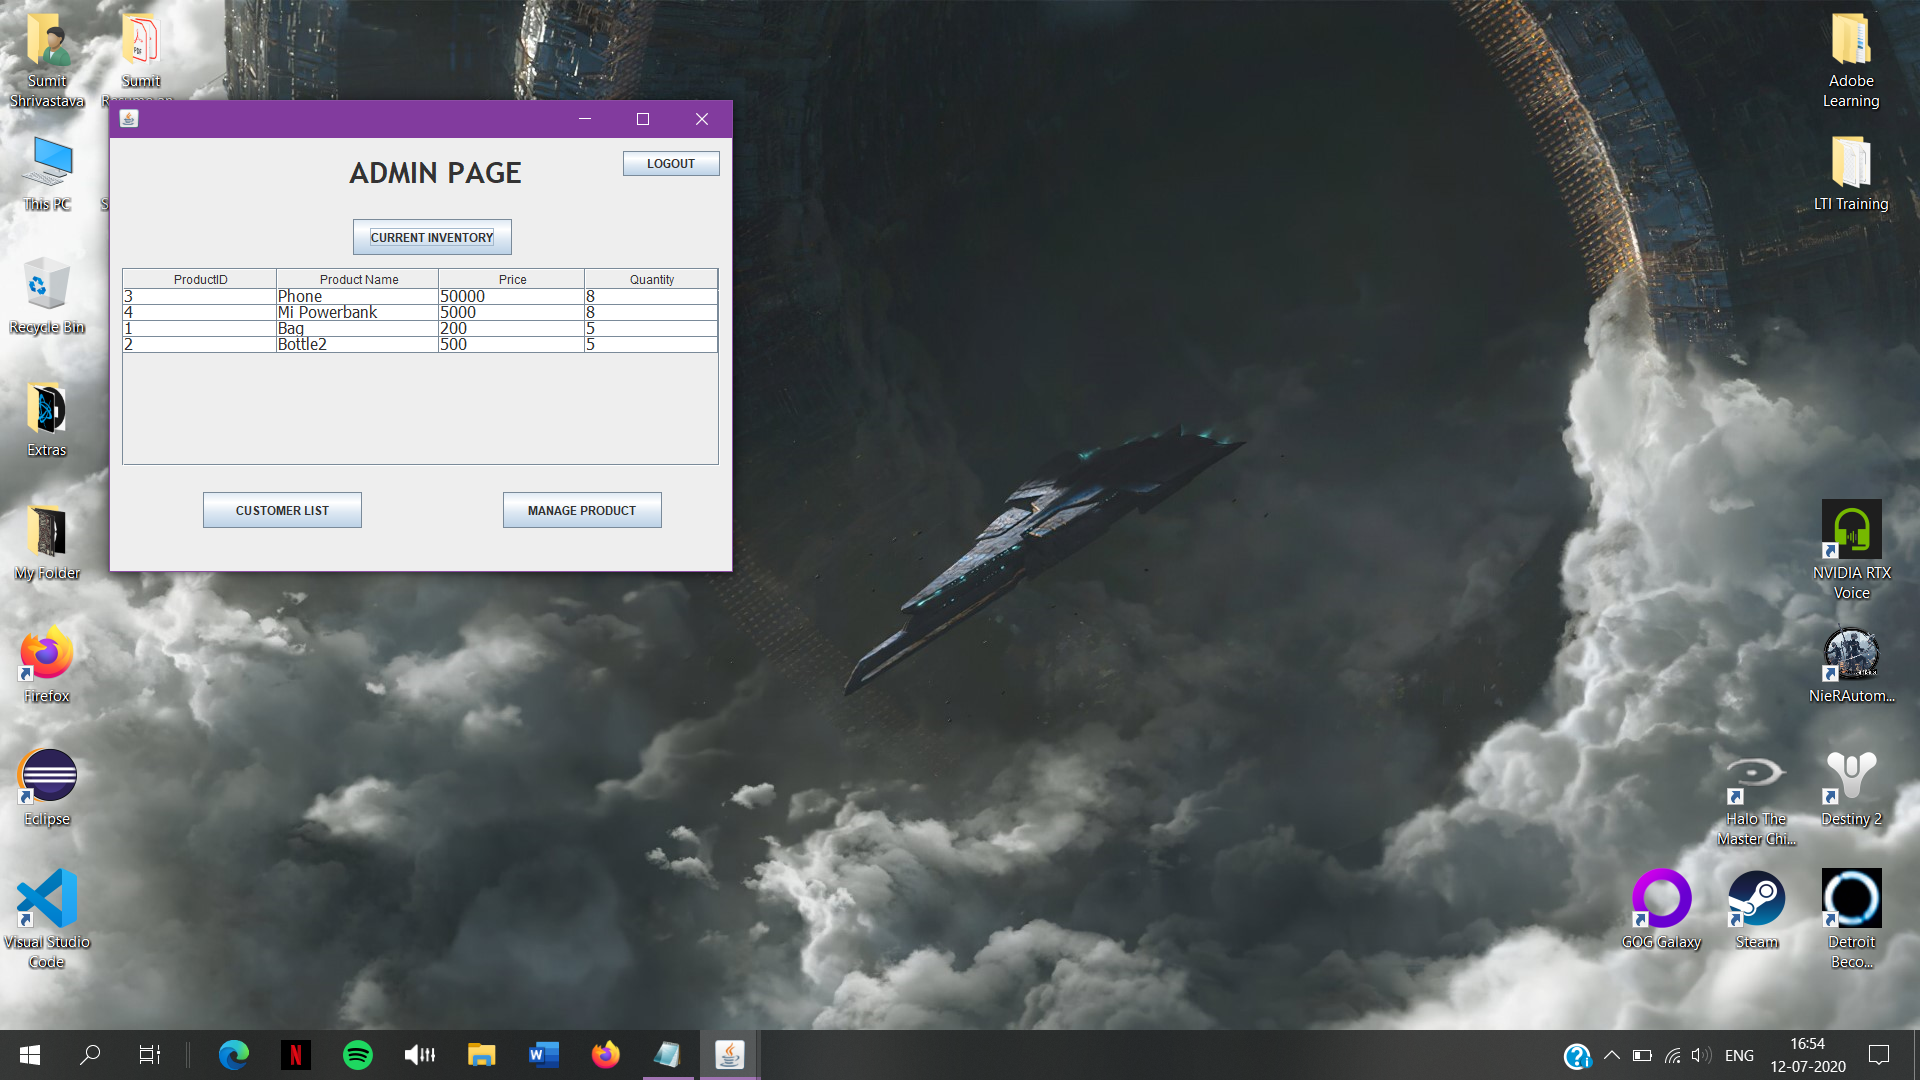 Sumit
Shrivastava
Sumit
This PC
Recycle Bin
Extras
My Folder
Firefox
Eclipse
Visual Studio
Code
ADMIN PAGE
LOGOUT
CURRENT INVENTORY
ProductID Product Name Price Quantity
3 Phone 50000 8
4 Mi Powerbank 5000 8
1 Bag 200 5
2 Bottle2 500 5
CUSTOMER LIST
MANAGE PRODUCT
Adobe
Learning
LTI Training
NVIDIA RTX
Voice
NieRAutom...
Halo The
Master Chi...
Destiny 2
GOG Galaxy
Steam
Detroit
Beco...
ENG
16:54
12-07-2020